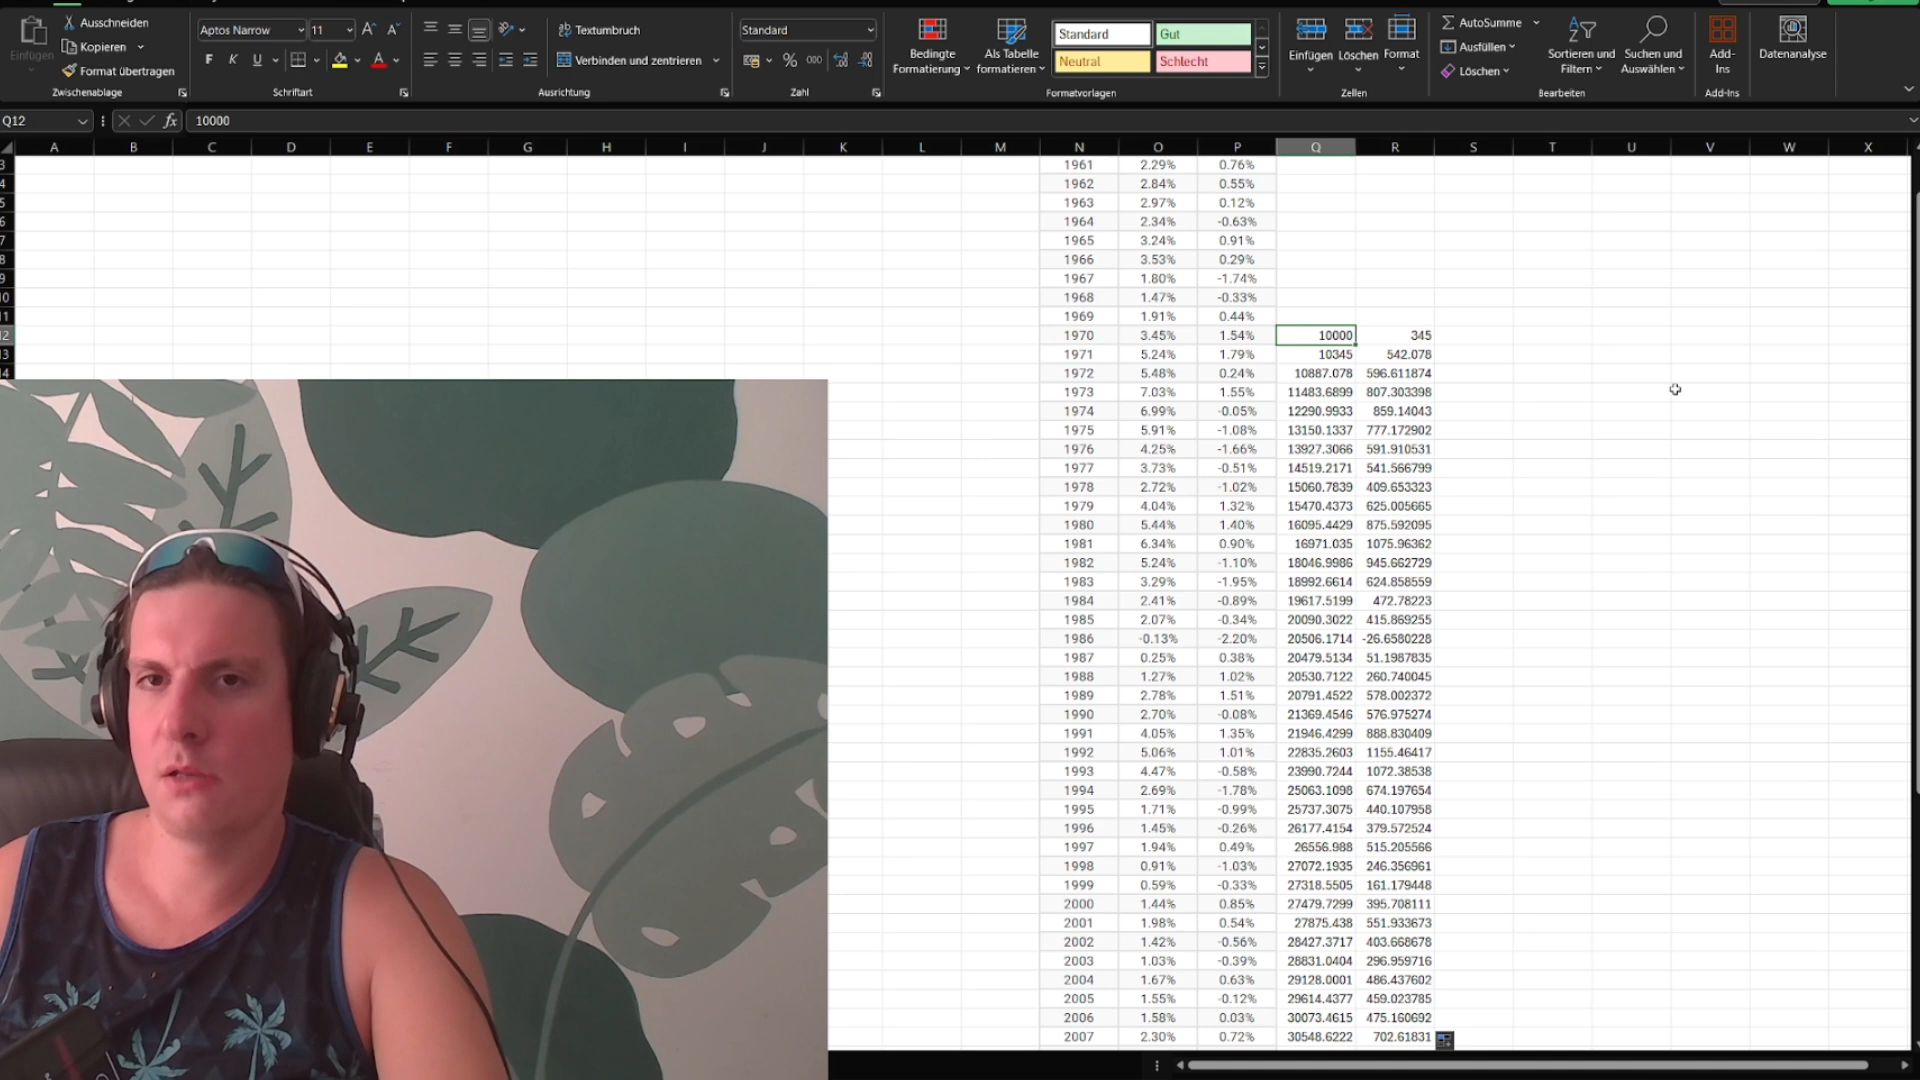 Ausschneiden
Kopieren
Format übertragen
Einfügen
Zwischenablage
Aptos Narrow 11
F K U
Schriftart
Textumbruch
Verbinden und zentrieren
Ausrichtung
Standard
% 000
Zahl
Bedingte Formatierung
Als Tabelle formatieren
Standard Gut
Neutral Schlecht
Formatvorlagen
Einfügen Löschen Format
Zellen
AutoSumme
Ausfüllen
Löschen
Sortieren und Filtern
Suchen und Auswählen
Bearbeiten
Add-Ins
Add-Ins
Datenanalyse
Q12 fx 10000
A B C D E F G H I J K L M N O P Q R S T U V W X
3 1961 2.29% 0.76%
4 1962 2.84% 0.55%
5 1963 2.97% 0.12%
6 1964 2.34% -0.63%
7 1965 3.24% 0.91%
8 1966 3.53% 0.29%
9 1967 1.80% -1.74%
10 1968 1.47% -0.33%
11 1969 1.91% 0.44%
12 1970 3.45% 1.54% 10000 345
13 1971 5.24% 1.79% 10345 542.078
14 1972 5.48% 0.24% 10887.078 596.611874
1973 7.03% 1.55% 11483.6899 807.303398
1974 6.99% -0.05% 12290.9933 859.14043
1975 5.91% -1.08% 13150.1337 777.172902
1976 4.25% -1.66% 13927.3066 591.910531
1977 3.73% -0.51% 14519.2171 541.566799
1978 2.72% -1.02% 15060.7839 409.653323
1979 4.04% 1.32% 15470.4373 625.005665
1980 5.44% 1.40% 16095.4429 875.592095
1981 6.34% 0.90% 16971.035 1075.96362
1982 5.24% -1.10% 18046.9986 945.662729
1983 3.29% -1.95% 18992.6614 624.858559
1984 2.41% -0.89% 19617.5199 472.78223
1985 2.07% -0.34% 20090.3022 415.869255
1986 -0.13% -2.20% 20506.1714 -26.6580228
1987 0.25% 0.38% 20479.5134 51.1987835
1988 1.27% 1.02% 20530.7122 260.740045
1989 2.78% 1.51% 20791.4522 578.002372
1990 2.70% -0.08% 21369.4546 576.975274
1991 4.05% 1.35% 21946.4299 888.830409
1992 5.06% 1.01% 22835.2603 1155.46417
1993 4.47% -0.58% 23990.7244 1072.38538
1994 2.69% -1.78% 25063.1098 674.197654
1995 1.71% -0.99% 25737.3075 440.107958
1996 1.45% -0.26% 26177.4154 379.572524
1997 1.94% 0.49% 26556.988 515.205566
1998 0.91% -1.03% 27072.1935 246.356961
1999 0.59% -0.33% 27318.5505 161.179448
2000 1.44% 0.85% 27479.7299 395.708111
2001 1.98% 0.54% 27875.438 551.933673
2002 1.42% -0.56% 28427.3717 403.668678
2003 1.03% -0.39% 28831.0404 296.959716
2004 1.67% 0.63% 29128.0001 486.437602
2005 1.55% -0.12% 29614.4377 459.023785
2006 1.58% 0.03% 30073.4615 475.160692
2007 2.30% 0.72% 30548.6222 702.61831